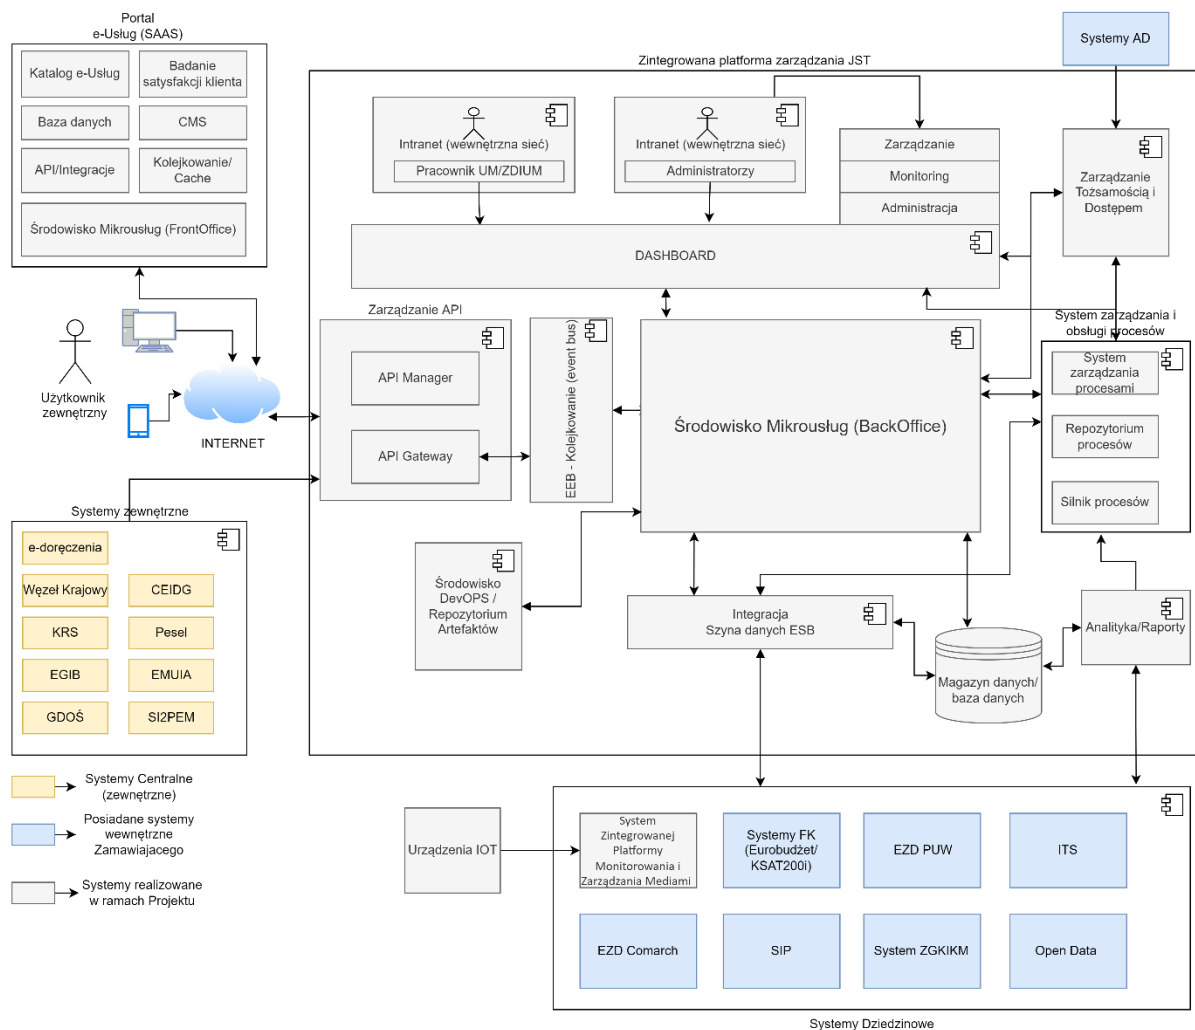 Portal
e-Usług (SAAS)
Katalog e-Usług
Badanie
satysfakcji klienta
Baza danych
CMS
API/Integracje
Kolejkowanie/
Cache
Środowisko Mikrousług (FrontOffice)
Użytkownik
zewnętrzny
INTERNET
Systemy AD
Zintegrowana platforma zarządzania JST
Intranet (wewnętrzna sieć)
Pracownik UM/ZDIUM
Intranet (wewnętrzna sieć)
Administratorzy
Zarządzanie
Monitoring
Administracja
Zarządzanie
Tożsamością i
Dostępem
DASHBOARD
Zarządzanie API
API Manager
API Gateway
EEB - Kolejkowanie (event bus)
Środowisko Mikrousług (BackOffice)
System zarządzania i
obsługi procesów
System
zarządzania
procesami
Repozytorium
procesów
Silnik procesów
Środowisko
DevOPS /
Repozytorium
Artefaktów
Integracja
Szyna danych ESB
Magazyn danych/
baza danych
Analityka/Raporty
Systemy zewnętrzne
e-doręczenia
Węzeł Krajowy
CEIDG
KRS
Pesel
EGIB
EMUIA
GDOŚ
SI2PEM
Systemy Centralne
(zewnętrzne)
Posiadane systemy
wewnętrzne
Zamawiajacego
Systemy realizowane
w ramach Projektu
Urządzenia IOT
System
Zintegrowanej
Platformy
Monitorowania i
Zarządzania Mediami
Systemy FK
(Eurobudżet/
KSAT200i)
EZD PUW
ITS
EZD Comarch
SIP
System ZGKIKM
Open Data
Systemy Dziedzinowe